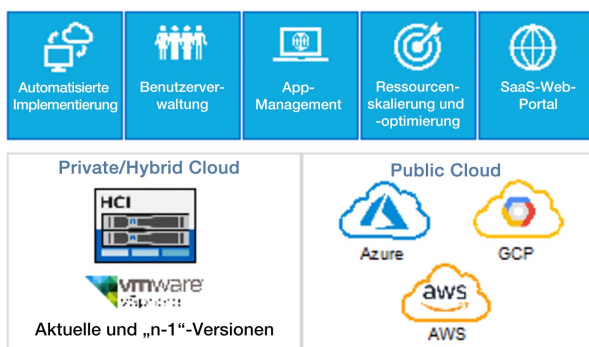 Automatisierte
Implementierung
Benutzerver-
waltung
App-
Management
Ressourcen-
skalierung und
-optimierung
SaaS-Web-
Portal
Private/Hybrid Cloud
HCI
vmware
vSphere
Aktuelle und „n-1“-Versionen
Public Cloud
Azure
GCP
aws
AWS